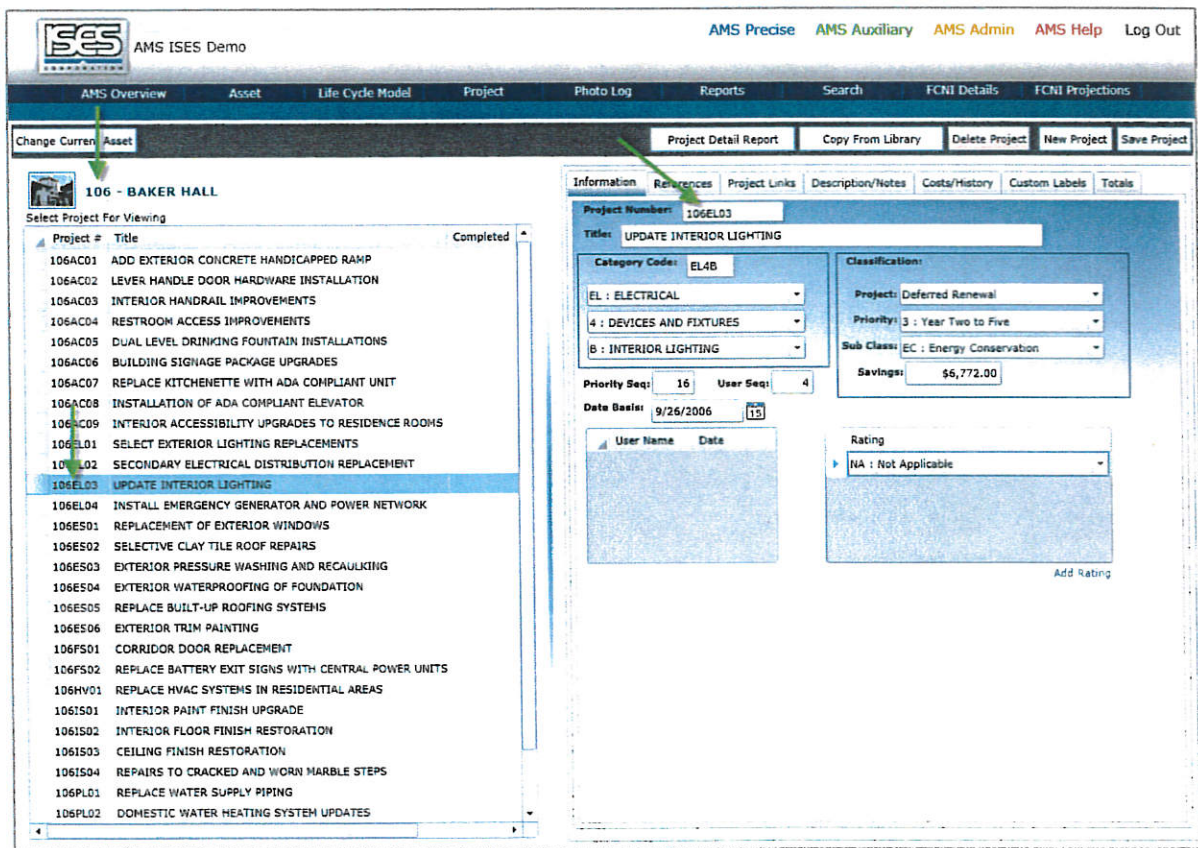 ISES
CORPORATION
AMS ISES Demo
AMS Precise AMS Auxiliary AMS Admin AMS Help Log Out
AMS Overview Asset Life Cycle Model Project Photo Log Reports Search FCNI Details FCNI Projections
Change Curren Asset
Project Detail Report Copy From Library Delete Project New Project Save Project
106 - BAKER HALL
Select Project For Viewing
Project # Title Completed
106AC01 ADD EXTERIOR CONCRETE HANDICAPPED RAMP
106AC02 LEVER HANDLE DOOR HARDWARE INSTALLATION
106AC03 INTERIOR HANDRAIL IMPROVEMENTS
106AC04 RESTROOM ACCESS IMPROVEMENTS
106AC05 DUAL LEVEL DRINKING FOUNTAIN INSTALLATIONS
106AC06 BUILDING SIGNAGE PACKAGE UPGRADES
106AC07 REPLACE KITCHENETTE WITH ADA COMPLIANT UNIT
106AC08 INSTALLATION OF ADA COMPLIANT ELEVATOR
106AC09 INTERIOR ACCESSIBILITY UPGRADES TO RESIDENCE ROOMS
106EL01 SELECT EXTERIOR LIGHTING REPLACEMENTS
106EL02 SECONDARY ELECTRICAL DISTRIBUTION REPLACEMENT
106EL03 UPDATE INTERIOR LIGHTING
106EL04 INSTALL EMERGENCY GENERATOR AND POWER NETWORK
106ES01 REPLACEMENT OF EXTERIOR WINDOWS
106ES02 SELECTIVE CLAY TILE ROOF REPAIRS
106ES03 EXTERIOR PRESSURE WASHING AND RECAULKING
106ES04 EXTERIOR WATERPROOFING OF FOUNDATION
106ES05 REPLACE BUILT-UP ROOFING SYSTEMS
106ES06 EXTERIOR TRIM PAINTING
106FS01 CORRIDOR DOOR REPLACEMENT
106FS02 REPLACE BATTERY EXIT SIGNS WITH CENTRAL POWER UNITS
106HV01 REPLACE HVAC SYSTEMS IN RESIDENTIAL AREAS
106IS01 INTERIOR PAINT FINISH UPGRADE
106IS02 INTERIOR FLOOR FINISH RESTORATION
106IS03 CEILING FINISH RESTORATION
106IS04 REPAIRS TO CRACKED AND WORN MARBLE STEPS
106PL01 REPLACE WATER SUPPLY PIPING
106PL02 DOMESTIC WATER HEATING SYSTEM UPDATES
Information References Project Links Description/Notes Costs/History Custom Labels Totals
Project Number: 106EL03
Title: UPDATE INTERIOR LIGHTING
Category Code: EL4B
EL : ELECTRICAL
4 : DEVICES AND FIXTURES
B : INTERIOR LIGHTING
Classification:
Project: Deferred Renewal
Priority: 3 : Year Two to Five
Sub Class: EC : Energy Conservation
Savings: $6,772.00
Priority Seq: 16 User Seq: 4
Date Basis: 9/26/2006 15
User Name Date
Rating
NA : Not Applicable
Add Rating